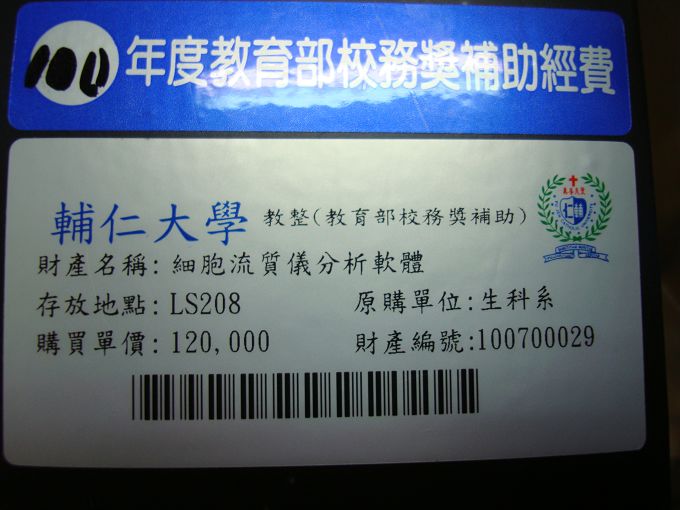 100年度教育部校務獎補助經費
輔仁大學 教整(教育部校務獎補助)
財產名稱: 細胞流質儀分析軟體
存放地點: LS208 原購單位: 生科系
購買單價: 120,000 財產編號:100700029